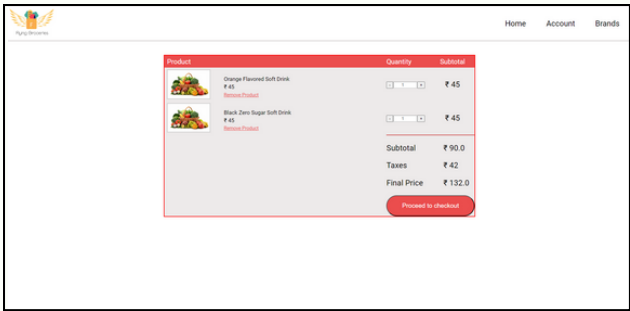 Flying Groceries
Home Account Brands
Product Quantity Subtotal
Orange Flavored Soft Drink
₹ 45
Remove Product
- 1 + ₹ 45
Black Zero Sugar Soft Drink
₹ 45
Remove Product
- 1 + ₹ 45
Subtotal ₹ 90.0
Taxes ₹ 42
Final Price ₹ 132.0
Proceed to checkout